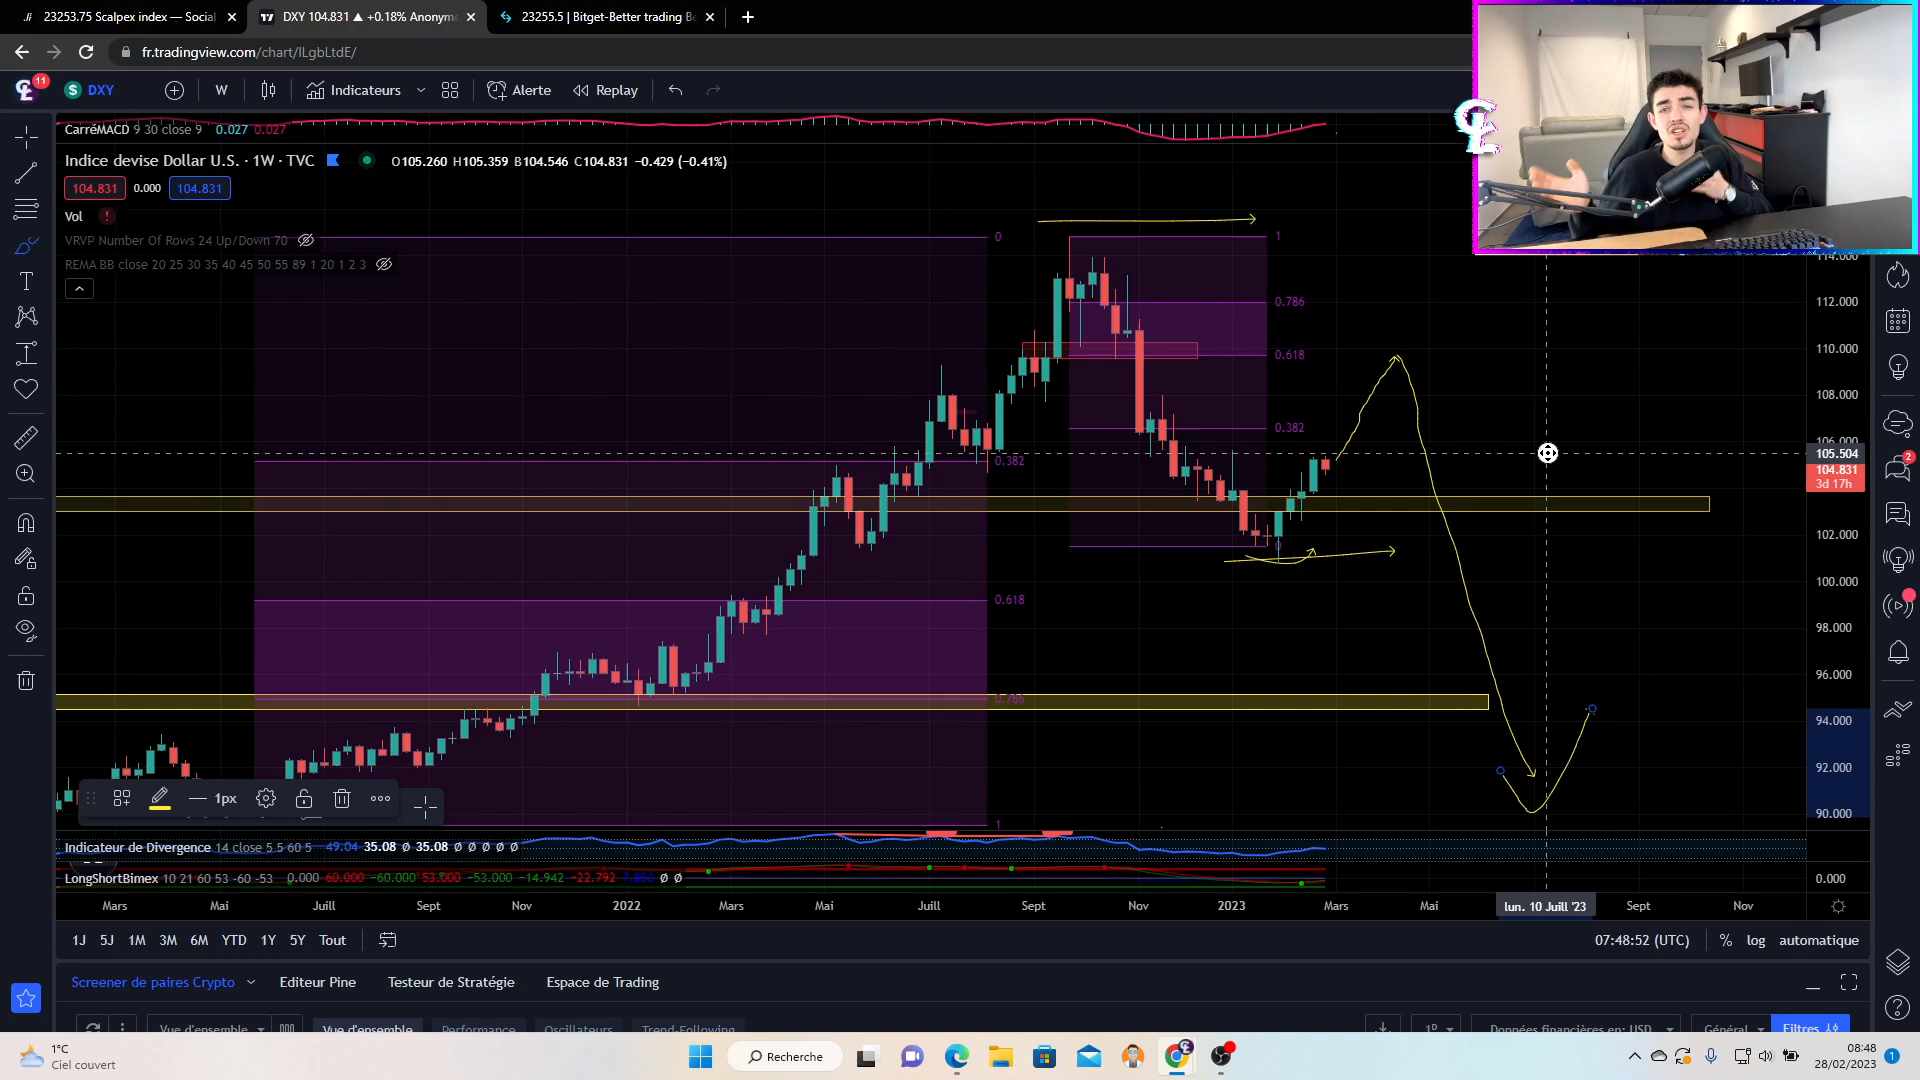 23253.75 Scalpex index — Social
DXY 104.831 ▲ +0.18% Anonyme
23255.5 | Bitget-Better trading Be
fr.tradingview.com/chart/lLgbLtdE/
11
DXY
W
Indicateurs
Alerte
Replay
CarréMACD 9 30 close 9 0.027 0.027
Indice devise Dollar U.S. · 1W · TVC
O105.260 H105.359 B104.546 C104.831 −0.429 (−0.41%)
104.831 0.000 104.831
Vol
VRVP Number Of Rows 24 Up/Down 70
REMA BB close 20 25 30 35 40 45 50 55 89 1 20 1 2 3
0
1
0.786
0.618
0.382
0.382
0
0.618
0.786
1
114.000
112.000
110.000
108.000
106.000
105.504
104.831
3d 17h
102.000
100.000
98.000
96.000
94.000
92.000
90.000
1px
Indicateur de Divergence 14 close 5 5 60 5 49.04 35.08 ø 35.08 ø ø ø ø ø
LongShortBimex 10 21 60 53 -60 -53 0.000 60.000 −60.000 53.000 −53.000 −14.942 −22.792 7.850 ø ø
0.000
Mars Mai Juill Sept Nov 2022 Mars Mai Juill Sept Nov 2023 Mars Mai lun. 10 Juill '23 Sept Nov
1J 5J 1M 3M 6M YTD 1Y 5Y Tout
07:48:52 (UTC) % log automatique
Screener de paires Crypto Editeur Pine Testeur de Stratégie Espace de Trading
Vue d'ensemble Vue d'ensemble Performance Oscillateurs Trend-Following
1D Données financières en: USD Général Filtres
2
1°C
Ciel couvert
Recherche
08:48
28/02/2023
1